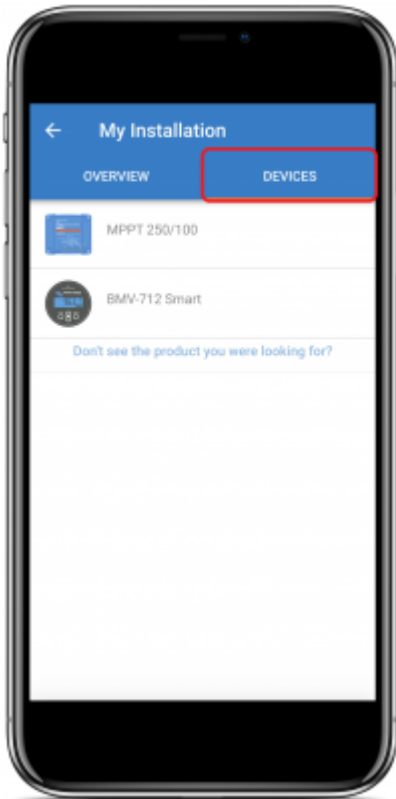 My Installation
OVERVIEW
DEVICES
MPPT 250/100
BMV-712 Smart
Don't see the product you were looking for?